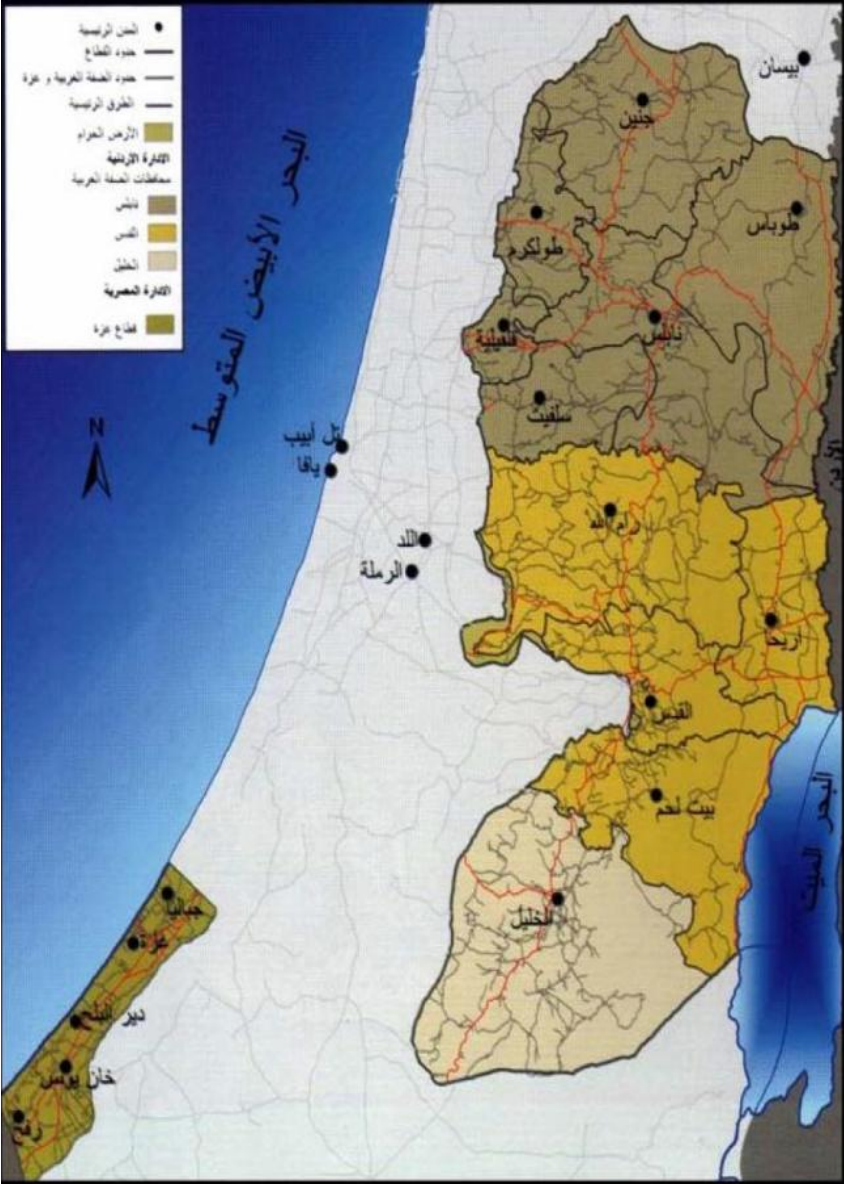 المدن الرئيسية
حدود القطاع
حدود الضفة الغربية و غزة
الطرق الرئيسية
الأرض الحرام
الادارة الاردنية
محافظات الضفة الغربية
نابلس
القدس
الخليل
الادارة المصرية
قطاع غزة
البحر الأبيض المتوسط
N
بيسان
جنين
طوباس
طولكرم
نابلس
قلقيلية
سلفيت
الأردن
تل أبيب
يافا
رام الله
اللد
الرملة
اريحا
القدس
بيت لحم
البحر الميت
الخليل
جباليا
غزة
دير البلح
خان يونس
رفح